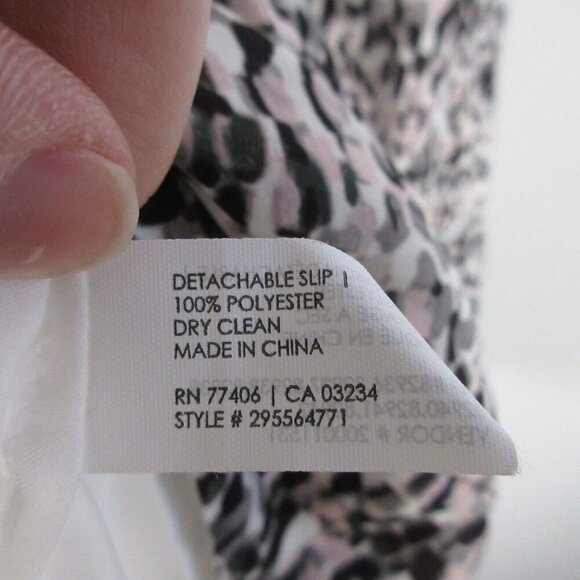 DETACHABLE SLIP |
100% POLYESTER
DRY CLEAN
MADE IN CHINA
RN 77406 | CA 03234
STYLE # 295564771